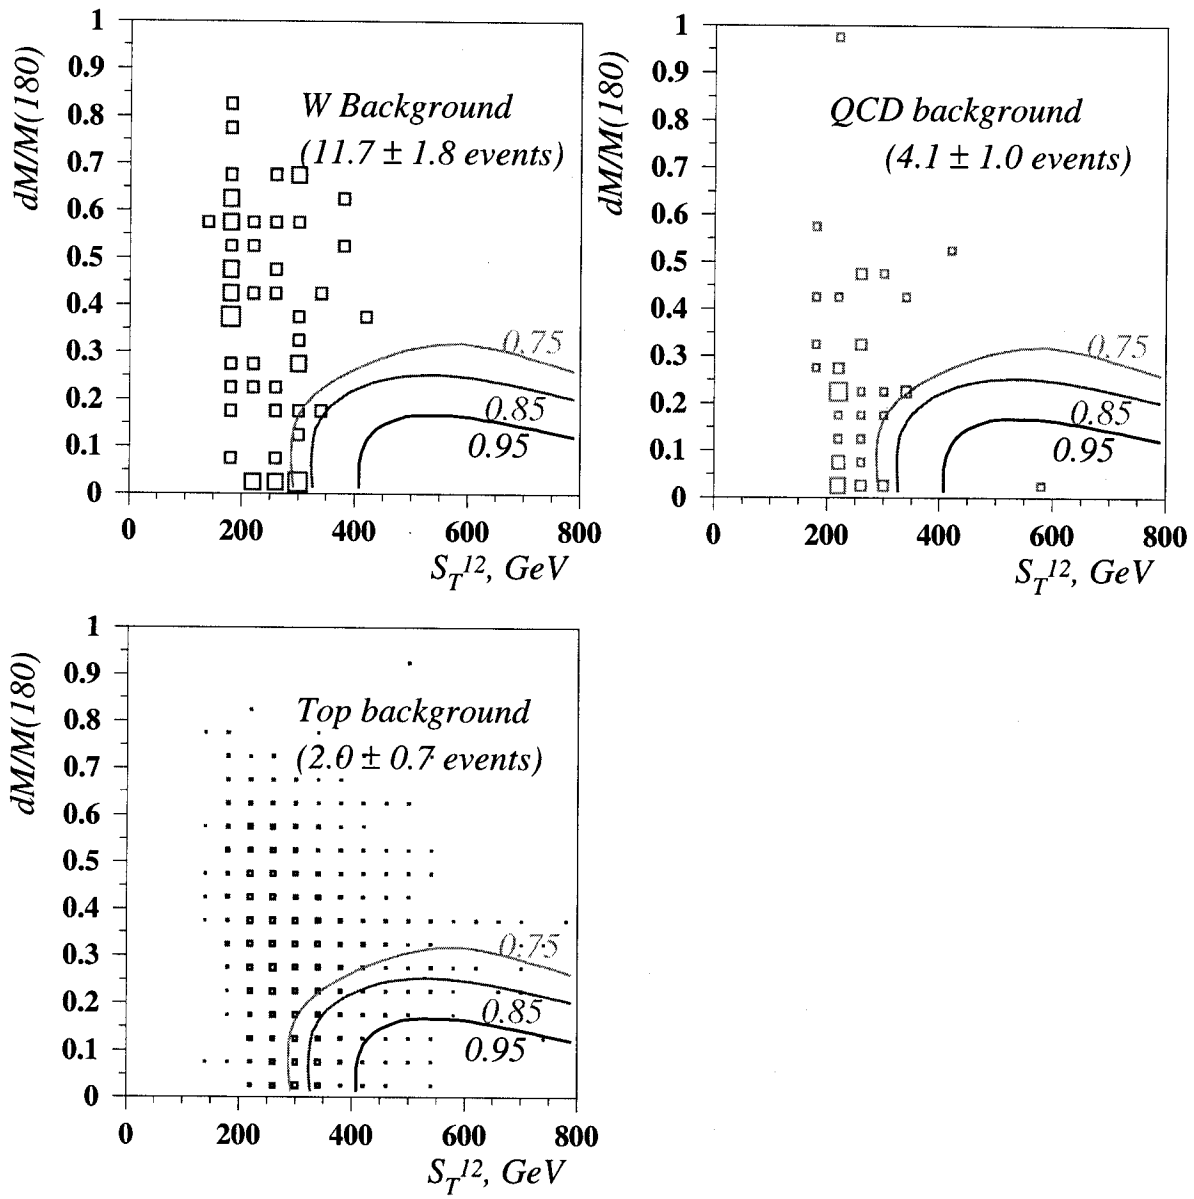 dM/M(180)
1
0.9
0.8
0.7
0.6
0.5
0.4
0.3
0.2
0.1
0
W Background
(11.7 ± 1.8 events)
0.75
0.85
0.95
0 200 400 600 800
S_T^12, GeV
dM/M(180)
1
0.9
0.8
0.7
0.6
0.5
0.4
0.3
0.2
0.1
0
QCD background
(4.1 ± 1.0 events)
0.75
0.85
0.95
0 200 400 600 800
S_T^12, GeV
dM/M(180)
1
0.9
0.8
0.7
0.6
0.5
0.4
0.3
0.2
0.1
0
Top background
(2.0 ± 0.7 events)
0.75
0.85
0.95
0 200 400 600 800
S_T^12, GeV